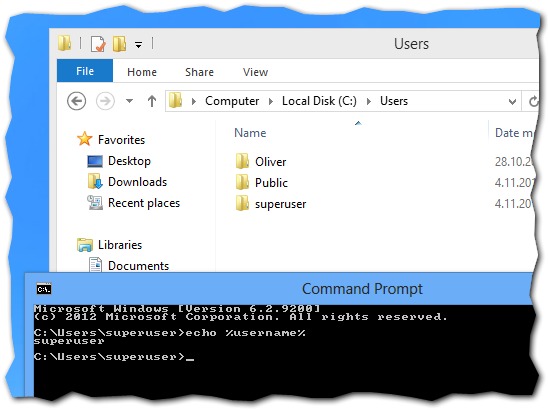 Users
File Home Share View
Computer Local Disk (C:) Users
Favorites
Desktop
Downloads
Recent places
Libraries
Documents
Name Date m
Oliver 28.10.2
Public 4.11.20
superuser 4.11.20
C:\.
Command Prompt
Microsoft Windows [Version 6.2.9200]
(c) 2012 Microsoft Corporation. All rights reserved.
C:\Users\superuser>echo %username%
superuser
C:\Users\superuser>_